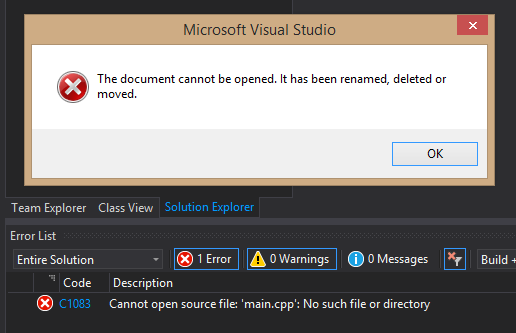 Microsoft Visual Studio
The document cannot be opened. It has been renamed, deleted or
moved.
OK
Team Explorer Class View Solution Explorer
Error List
Entire Solution 1 Error 0 Warnings 0 Messages Build +
Code Description
C1083 Cannot open source file: 'main.cpp': No such file or directory